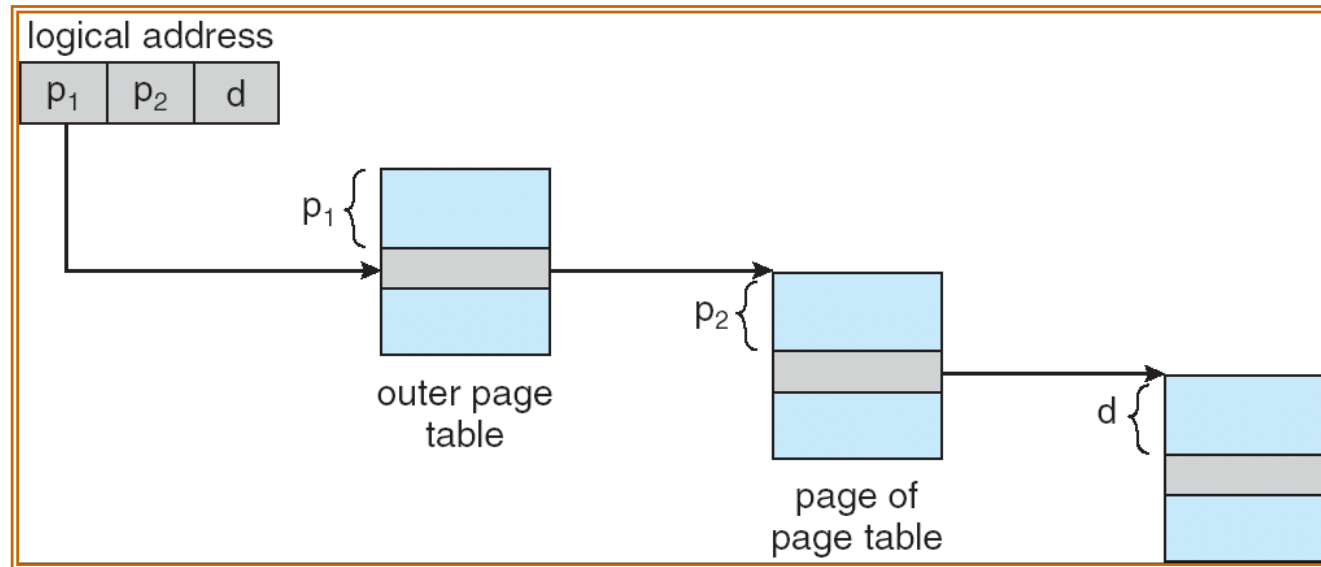 logical address
p₁ p₂ d
p₁
outer page
table
p₂
page of
page table
d